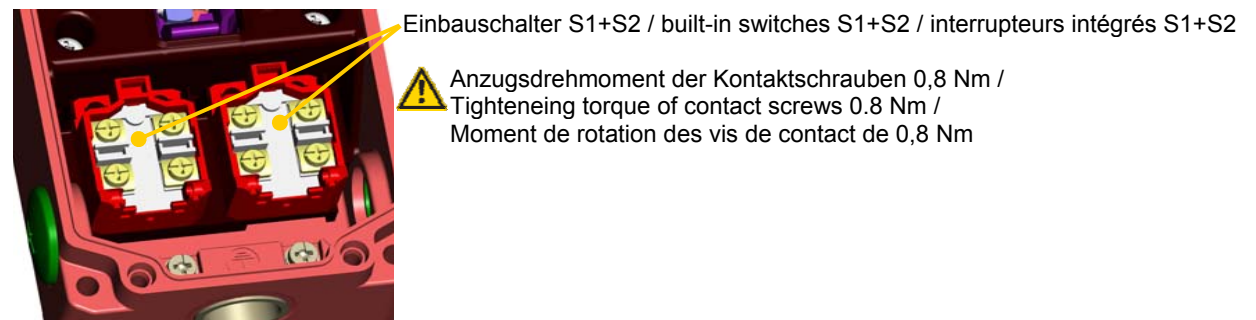 Einbauschalter S1+S2 / built-in switches S1+S2 / interrupteurs intégrés S1+S2
Anzugsdrehmoment der Kontaktschrauben 0,8 Nm /
Tighteneing torque of contact screws 0.8 Nm /
Moment de rotation des vis de contact de 0,8 Nm